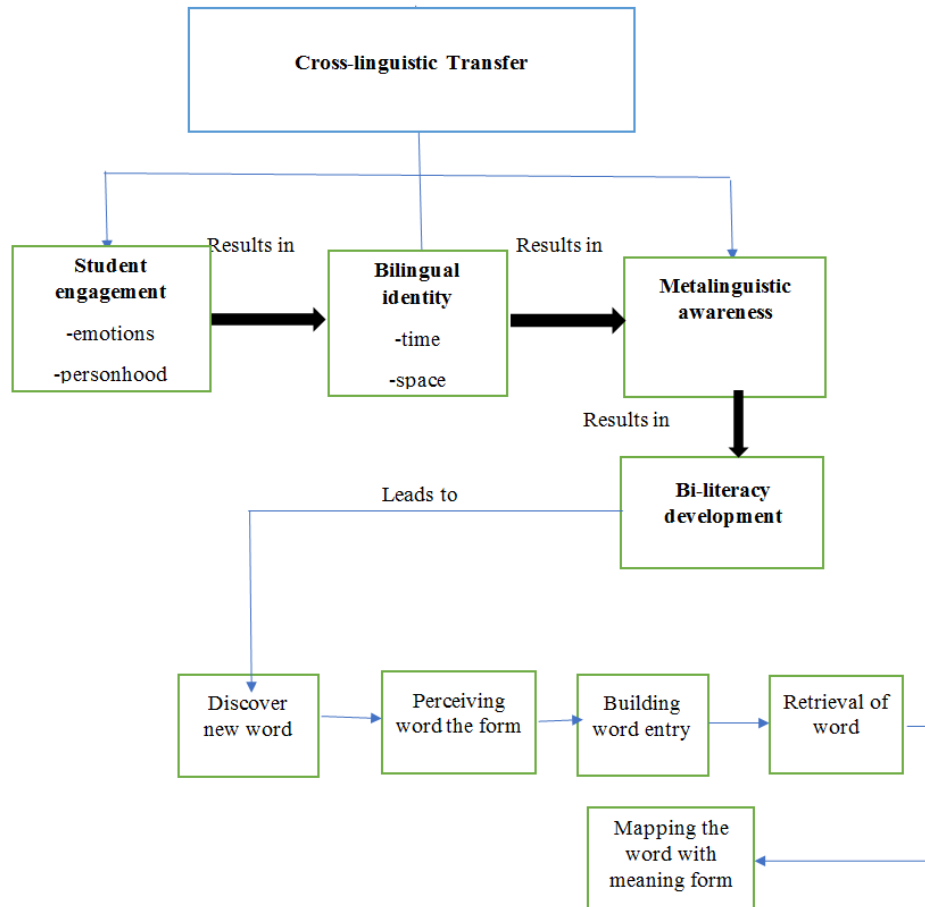 Cross-linguistic Transfer
Results in
Results in
Student
engagement
-emotions
-personhood
Bilingual
identity
-time
-space
Metalinguistic
awareness
Results in
Bi-literacy
development
Leads to
Discover
new word
Perceiving
word the form
Building
word entry
Retrieval of
word
Mapping the
word with
meaning form